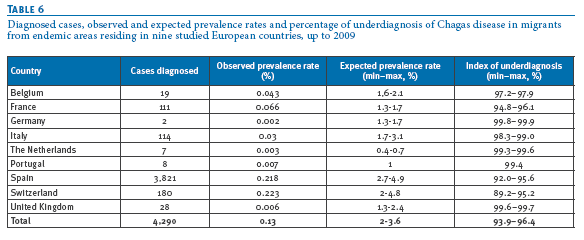 TABLE 6
Diagnosed cases, observed and expected prevalence rates and percentage of underdiagnosis of Chagas disease in migrants
from endemic areas residing in nine studied European countries, up to 2009
Country Cases diagnosed Observed prevalence rate (%) Expected prevalence rate (min–max, %) Index of underdiagnosis (min–max, %)
Belgium 19 0.043 1,6-2.1 97.2–97.9
France 111 0.066 1.3-1.7 94.8–96.1
Germany 2 0.002 1.3-1.7 99.8–99.9
Italy 114 0.03 1.7-3.1 98.3–99.0
The Netherlands 7 0.003 0.4-0.7 99.3–99.6
Portugal 8 0.007 1 99.4
Spain 3,821 0.218 2.7-4.9 92.0–95.6
Switzerland 180 0.223 2-4.8 89.2–95.2
United Kingdom 28 0.006 1.3-2.4 99.6–99.7
Total 4,290 0.13 2-3.6 93.9–96.4